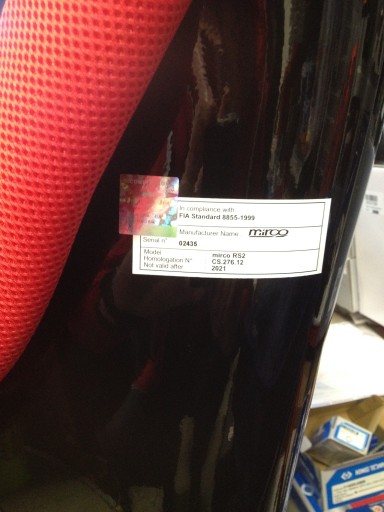 In compliance with
FIA Standard 8855-1999
Manufacturer Name mirco
Serial n° 02435
Model mirco RS2
Homologation N° CS.276.12
Not valid after 2021